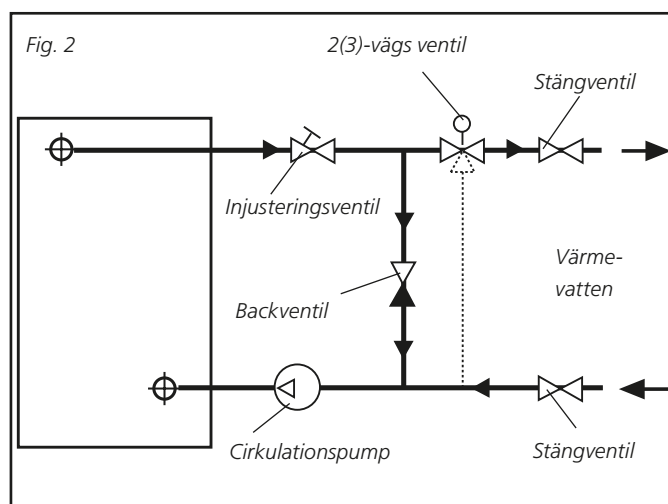 Fig. 2
2(3)-vägs ventil
Stängventil
Injusteringsventil
Värme-
vatten
Backventil
Cirkulationspump
Stängventil